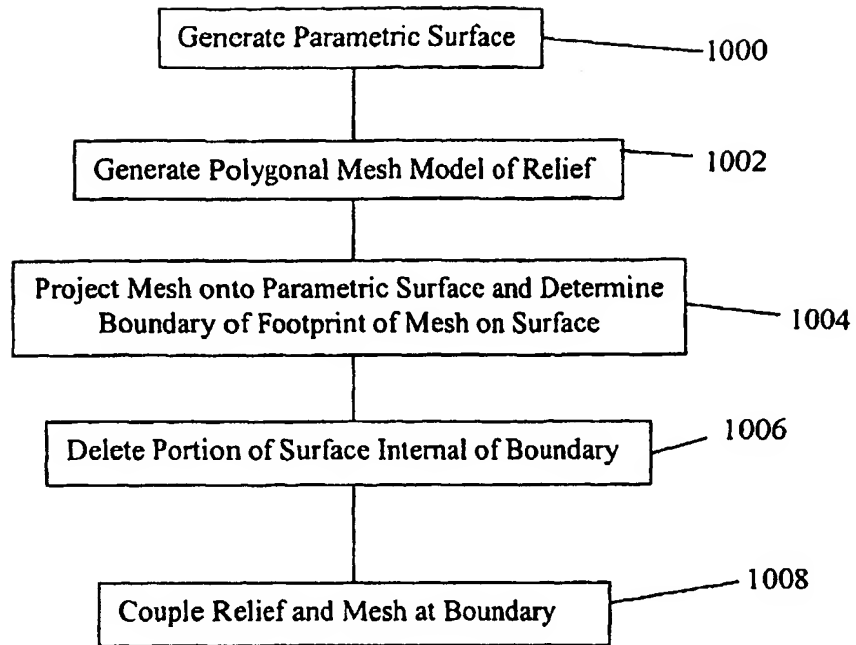 Generate Parametric Surface
1000
Generate Polygonal Mesh Model of Relief
1002
Project Mesh onto Parametric Surface and Determine
Boundary of Footprint of Mesh on Surface
1004
Delete Portion of Surface Internal of Boundary
1006
Couple Relief and Mesh at Boundary
1008